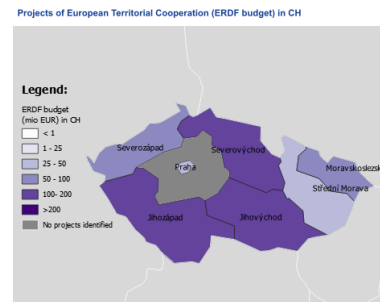 Projects of European Territorial Cooperation (ERDF budget) in CH
Legend:
ERDF budget
(mio EUR) in CH
< 1
1 - 25
25 - 50
50 - 100
100- 200
>200
No projects identified
Severozápad
Praha
Severovýchod
Moravskoslezsk
Střední Morava
Jihozápad
Jihovýchod